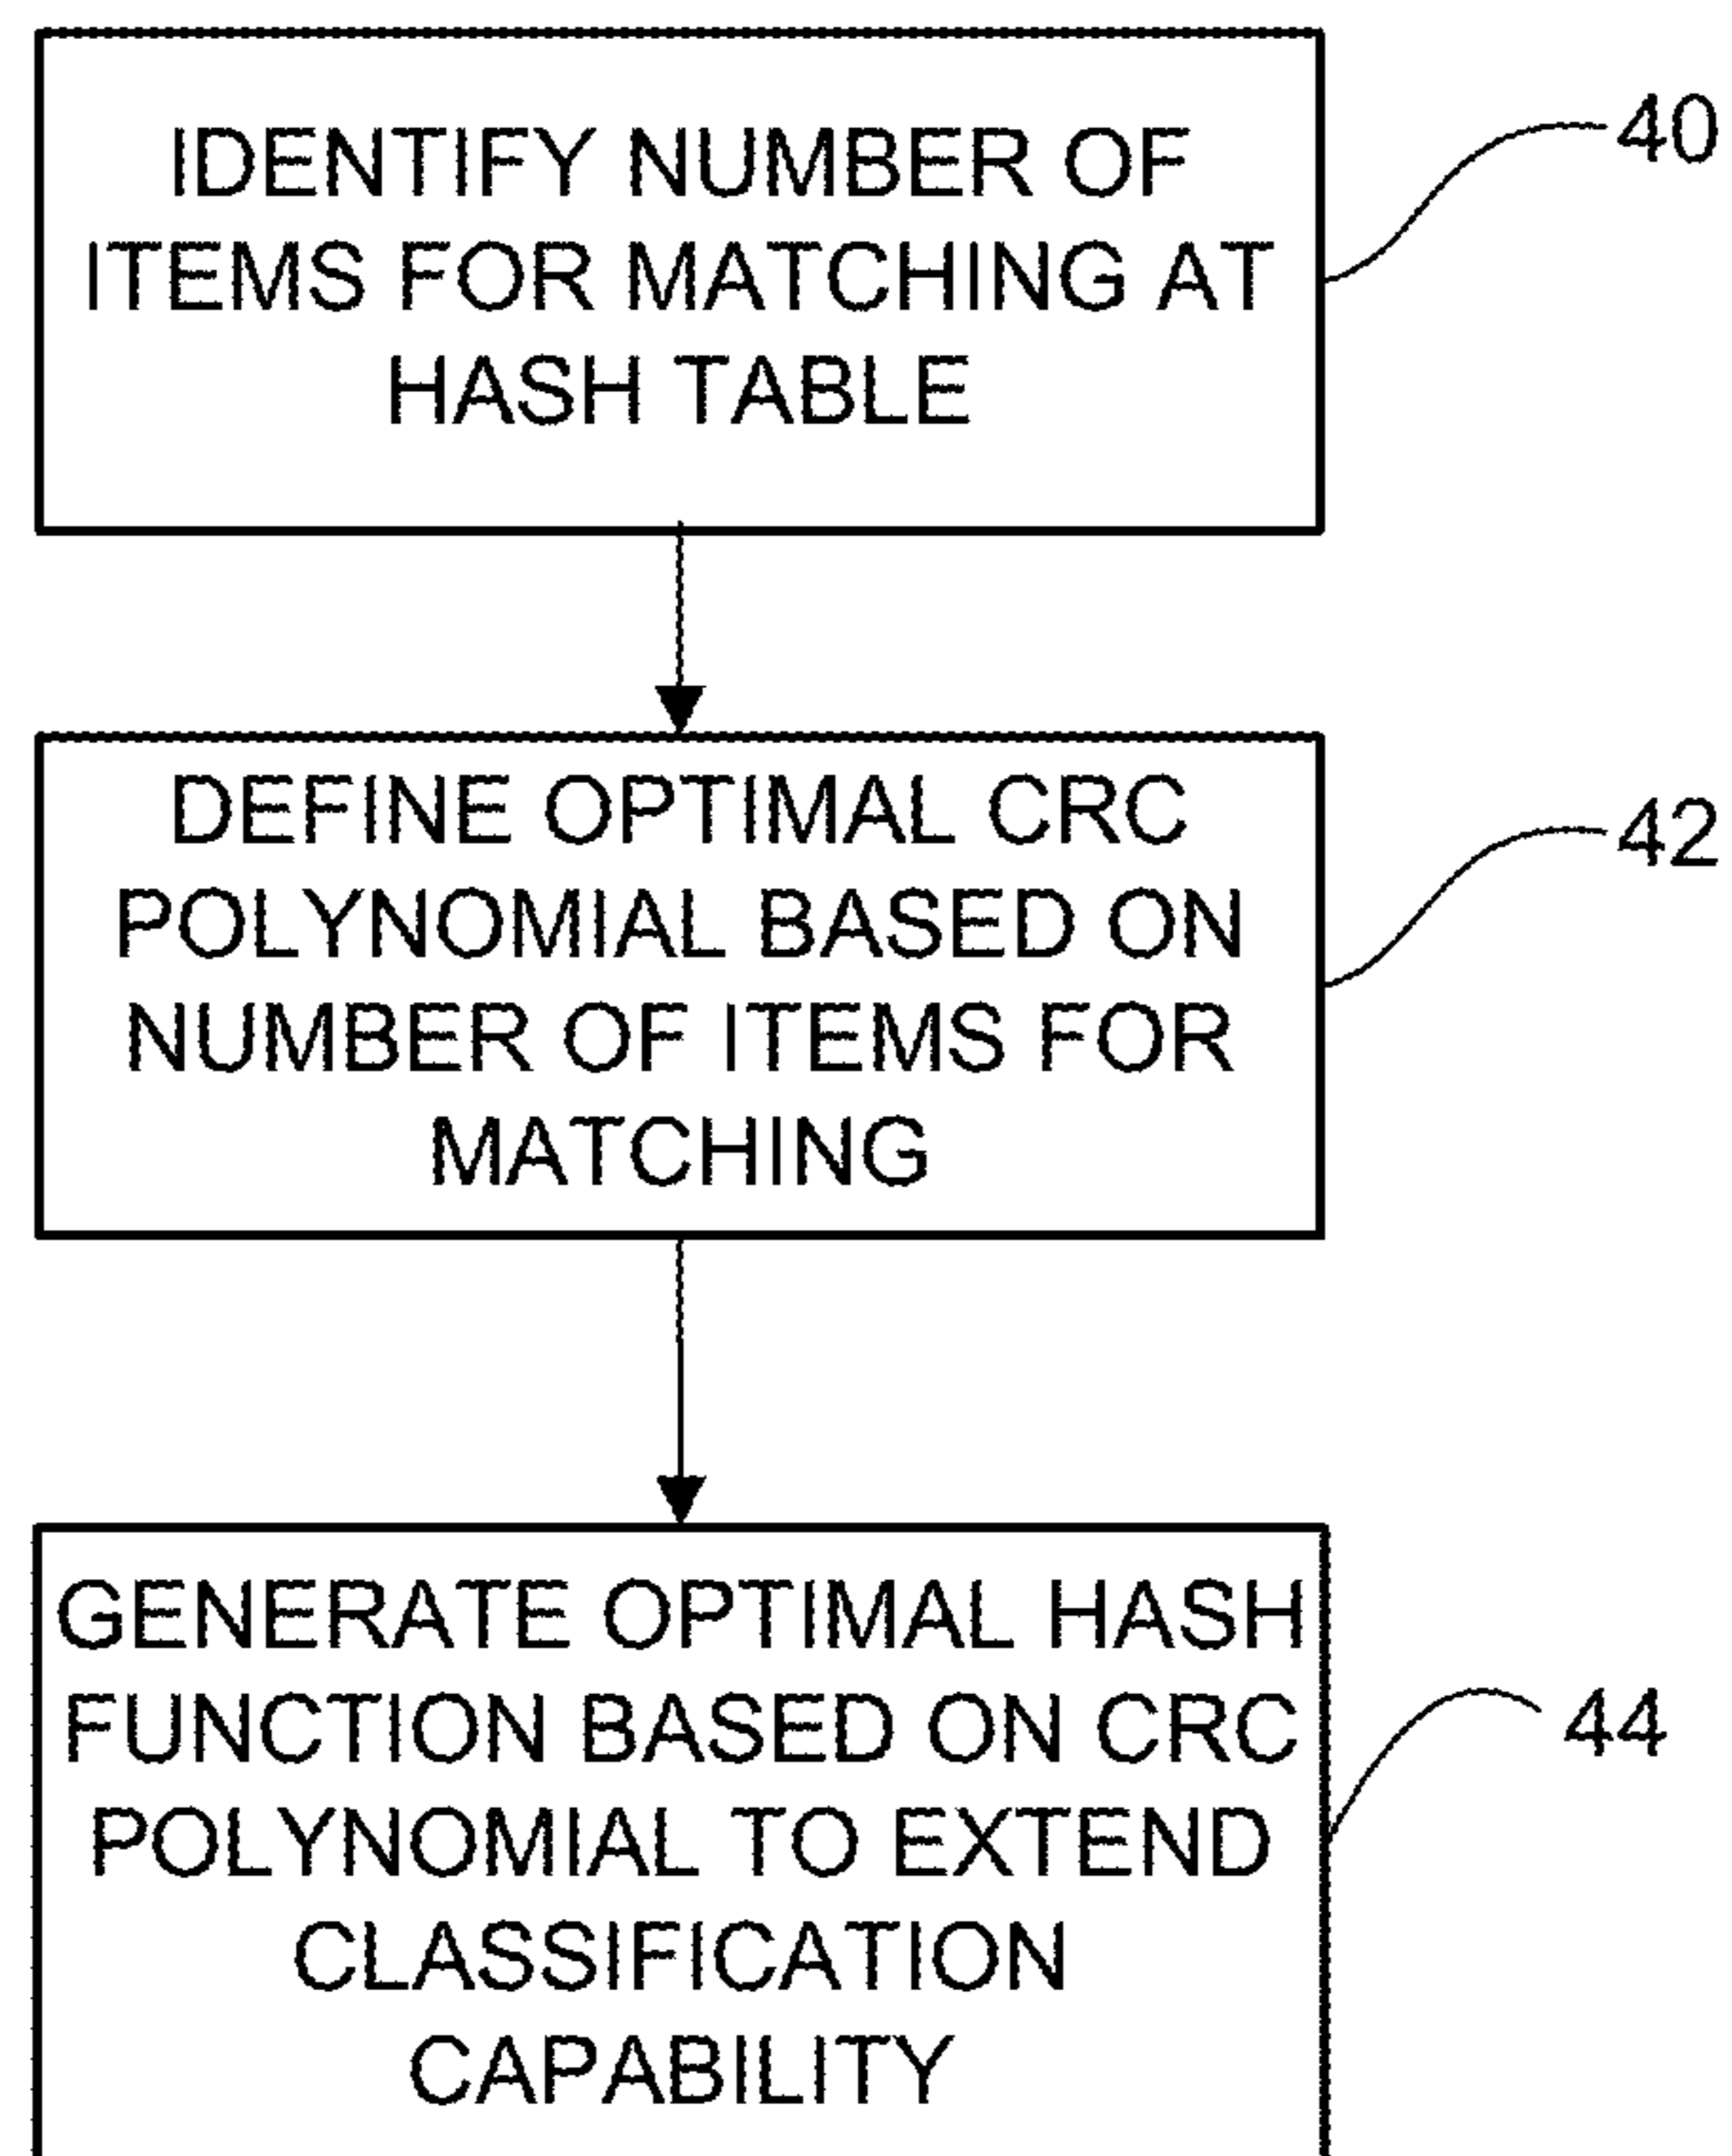 IDENTIFY NUMBER OF
ITEMS FOR MATCHING AT
HASH TABLE
40
DEFINE OPTIMAL CRC
POLYNOMIAL BASED ON
NUMBER OF ITEMS FOR
MATCHING
42
GENERATE OPTIMAL HASH
FUNCTION BASED ON CRC
POLYNOMIAL TO EXTEND
CLASSIFICATION
CAPABILITY
44